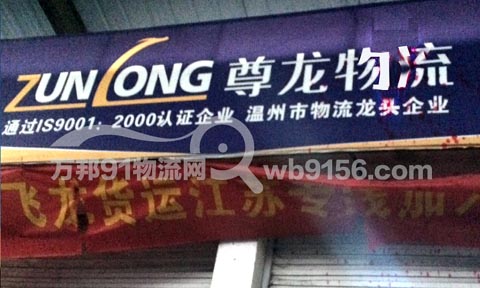 ZUNLONG 尊龙物流
通过IS9001：2000认证企业 温州市物流龙头企业
万邦91物流网 wb9156.com
飞龙货运江苏专线加入